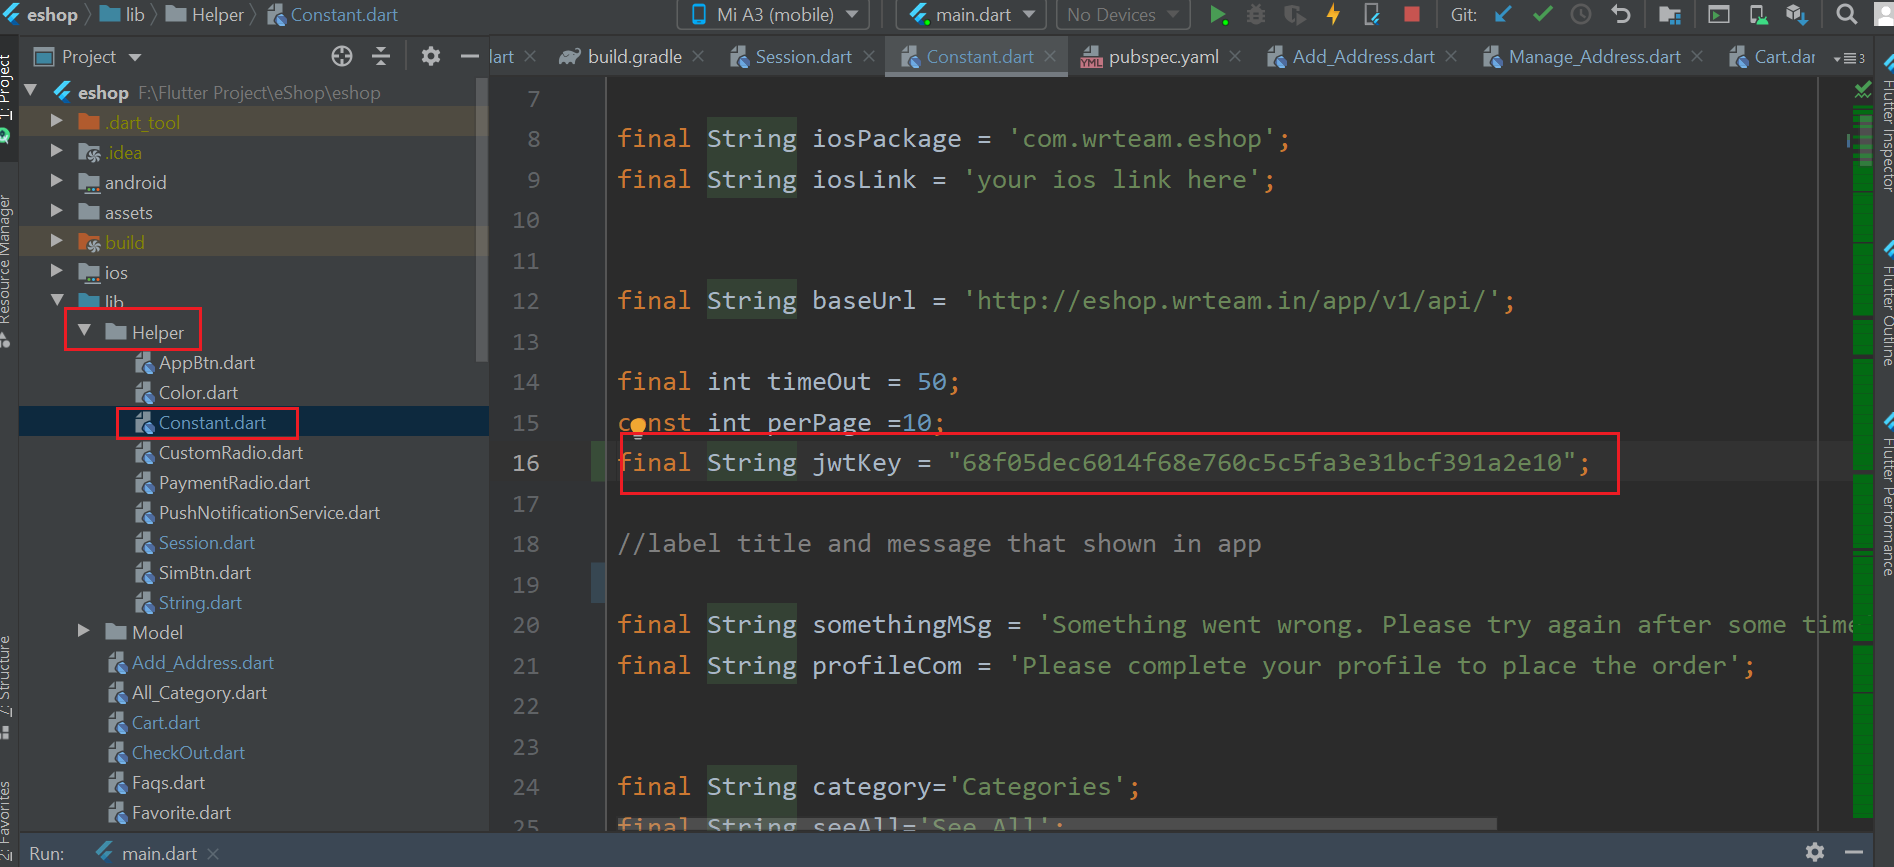 eshop lib Helper Constant.dart Mi A3 (mobile) main.dart No Devices Git:
Project
dart build.gradle Session.dart Constant.dart pubspec.yaml Add_Address.dart Manage_Address.dart Cart.dar 3
1: Project
Resource Manager
7: Structure
2: Favorites
eshop F:\Flutter Project\eShop\eshop
.dart_tool
.idea
android
assets
build
ios
lib
Helper
AppBtn.dart
Color.dart
Constant.dart
CustomRadio.dart
PaymentRadio.dart
PushNotificationService.dart
Session.dart
SimBtn.dart
String.dart
Model
Add_Address.dart
All_Category.dart
Cart.dart
CheckOut.dart
Faqs.dart
Favorite.dart
7
8 final String iosPackage = 'com.wrteam.eshop';
9 final String iosLink = 'your ios link here';
10
11
12 final String baseUrl = 'http://eshop.wrteam.in/app/v1/api/';
13
14 final int timeOut = 50;
15 const int perPage =10;
16 final String jwtKey = "68f05dec6014f68e760c5c5fa3e31bcf391a2e10";
17
18 //label title and message that shown in app
19
20 final String somethingMSg = 'Something went wrong. Please try again after some time
21 final String profileCom = 'Please complete your profile to place the order';
22
23
24 final String category='Categories';
25 final String seeAll='See All';
Flutter Inspector
Flutter Outline
Flutter Performance
Run: main.dart